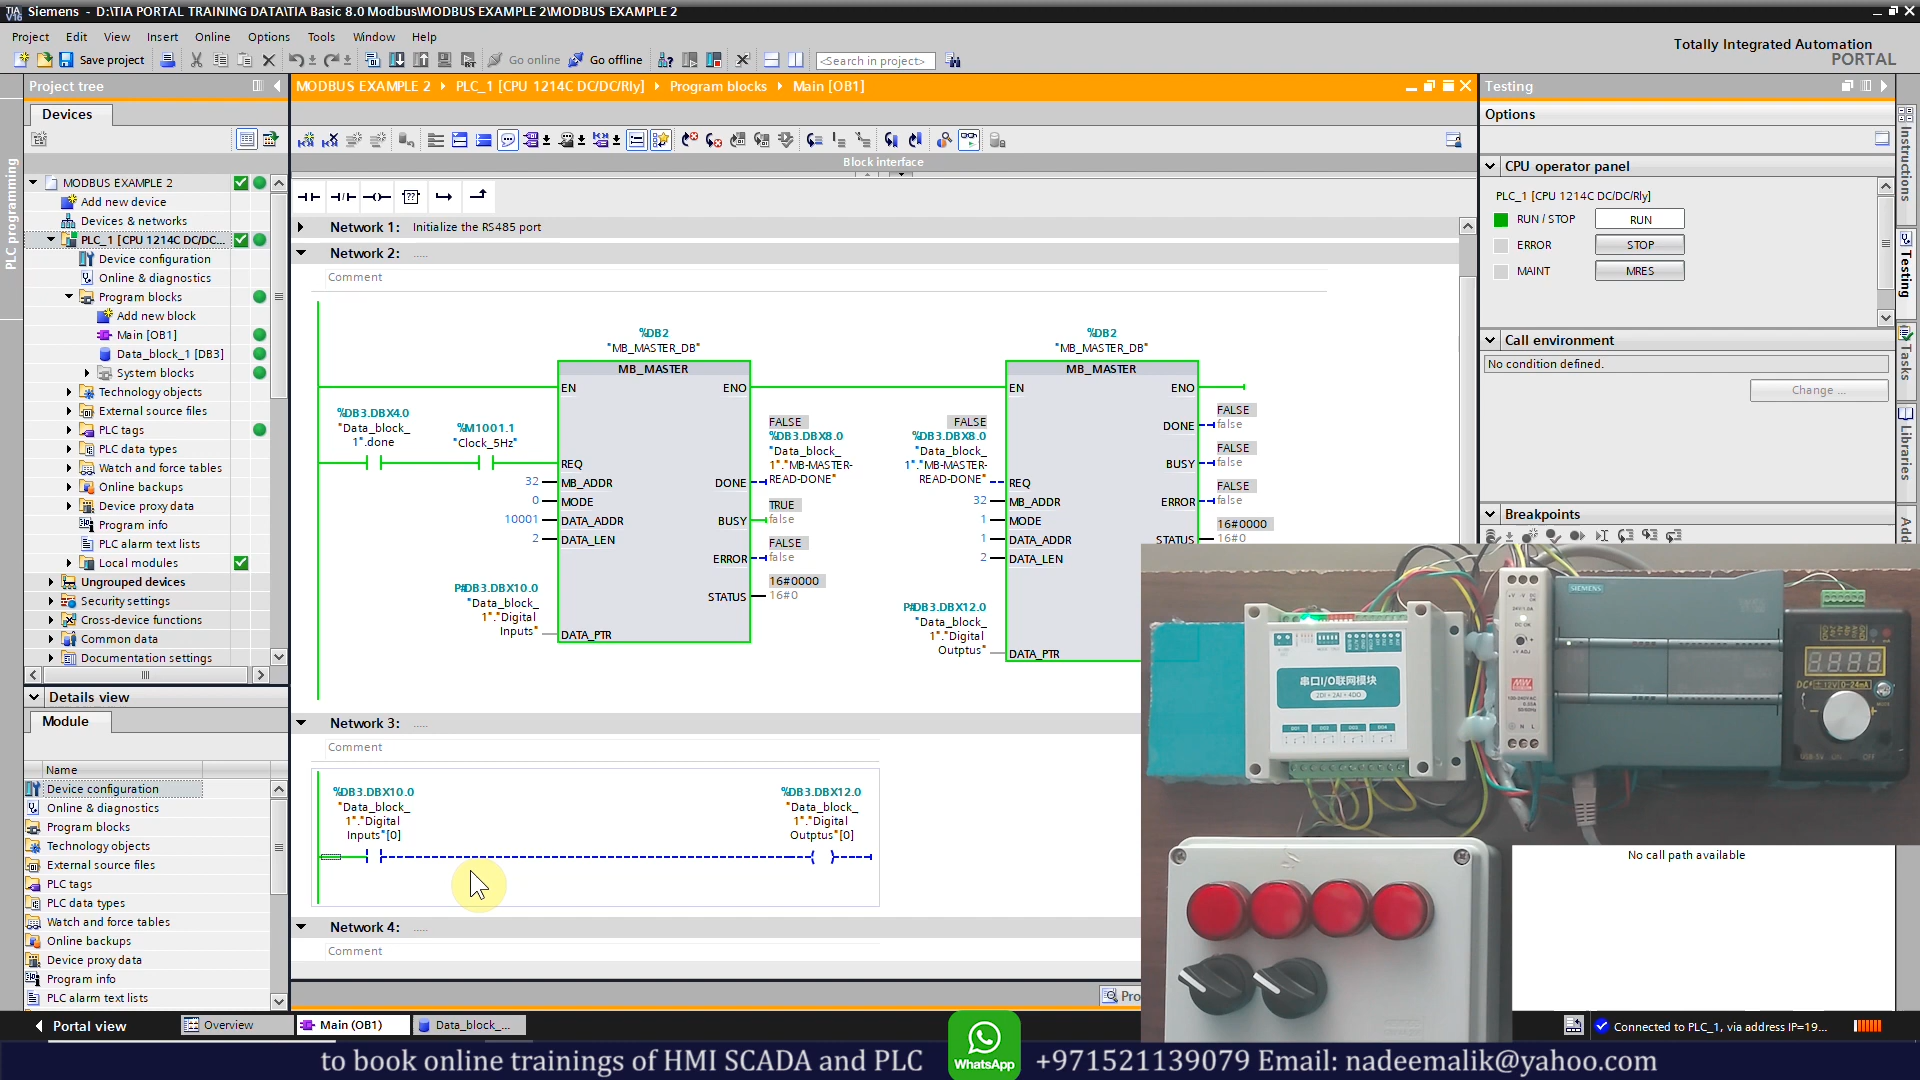 Siemens - D:\TIA PORTAL TRAINING DATA\TIA Basic 8.0 Modbus\MODBUS EXAMPLE 2\MODBUS EXAMPLE 2
Project Edit View Insert Online Options Tools Window Help
Totally Integrated Automation
PORTAL
Save project
Go online
Go offline
<Search in project>
Project tree
MODBUS EXAMPLE 2 › PLC_1 [CPU 1214C DC/DC/Rly] › Program blocks › Main [OB1]
Testing
Devices
Options
PLC programming
Block interface
CPU operator panel
PLC_1 [CPU 1214C DC/DC/Rly]
RUN / STOP
RUN
ERROR
STOP
MAINT
MRES
Call environment
No condition defined.
Change ...
Breakpoints
No call path available
Instructions
Testing
Tasks
Libraries
Add
MODBUS EXAMPLE 2
Add new device
Devices & networks
PLC_1 [CPU 1214C DC/DC...
Device configuration
Online & diagnostics
Program blocks
Add new block
Main [OB1]
Data_block_1 [DB3]
System blocks
Technology objects
External source files
PLC tags
PLC data types
Watch and force tables
Online backups
Device proxy data
Program info
PLC alarm text lists
Local modules
Ungrouped devices
Security settings
Cross-device functions
Common data
Documentation settings
Details view
Module
Name
Device configuration
Online & diagnostics
Program blocks
Technology objects
External source files
PLC tags
PLC data types
Watch and force tables
Online backups
Device proxy data
Program info
PLC alarm text lists
??
Network 1: Initialize the RS485 port
Network 2: .....
Comment
%DB2
"MB_MASTER_DB"
MB_MASTER
EN
ENO
%DB3.DBX4.0
"Data_block_
1".done
%M1001.1
"Clock_5Hz"
REQ
32
MB_ADDR
0
MODE
10001
DATA_ADDR
2
DATA_LEN
P#DB3.DBX10.0
"Data_block_
1"."Digital
Inputs"
DATA_PTR
FALSE
%DB3.DBX8.0
"Data_block_
1"."MB-MASTER-
READ-DONE"
DONE
TRUE
false
BUSY
FALSE
false
ERROR
16#0000
16#0
STATUS
%DB2
"MB_MASTER_DB"
MB_MASTER
EN
ENO
FALSE
%DB3.DBX8.0
"Data_block_
1"."MB-MASTER-
READ-DONE"
REQ
32
MB_ADDR
1
MODE
1
DATA_ADDR
2
DATA_LEN
P#DB3.DBX12.0
"Data_block_
1"."Digital
Outptus"
DATA_PTR
FALSE
false
DONE
FALSE
false
BUSY
FALSE
false
ERROR
16#0000
16#0
STATUS
Network 3: .....
Comment
%DB3.DBX10.0
"Data_block_
1"."Digital
Inputs"[0]
%DB3.DBX12.0
"Data_block_
1"."Digital
Outptus"[0]
Network 4: .....
Comment
Pro
SIEMENS
串口I/O联网模块
2DI + 2AI + 4DO
DO1 DO2 DO3 DO4
Portal view
Overview
Main (OB1)
Data_block_...
Connected to PLC_1, via address IP=19...
to book online trainings of HMI SCADA and PLC
WhatsApp
+971521139079 Email: nadeemalik@yahoo.com